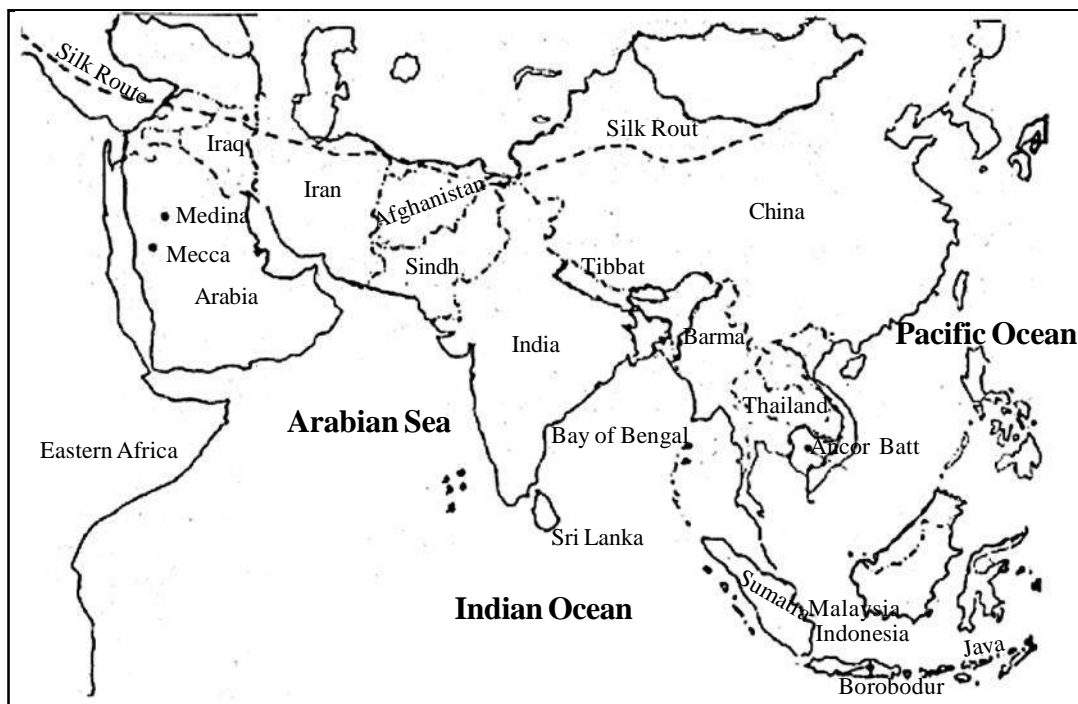 Silk Route
Silk Rout
Iraq
Iran
Afghanistan
China
Medina
Mecca
Sindh
Tibbat
Arabia
India
Barma
Pacific Ocean
Thailand
Arabian Sea
Bay of Bengal
Eastern Africa
Ancor Batt
Sri Lanka
Sumatra
Indian Ocean
Malaysia
Indonesia
Java
Borobodur